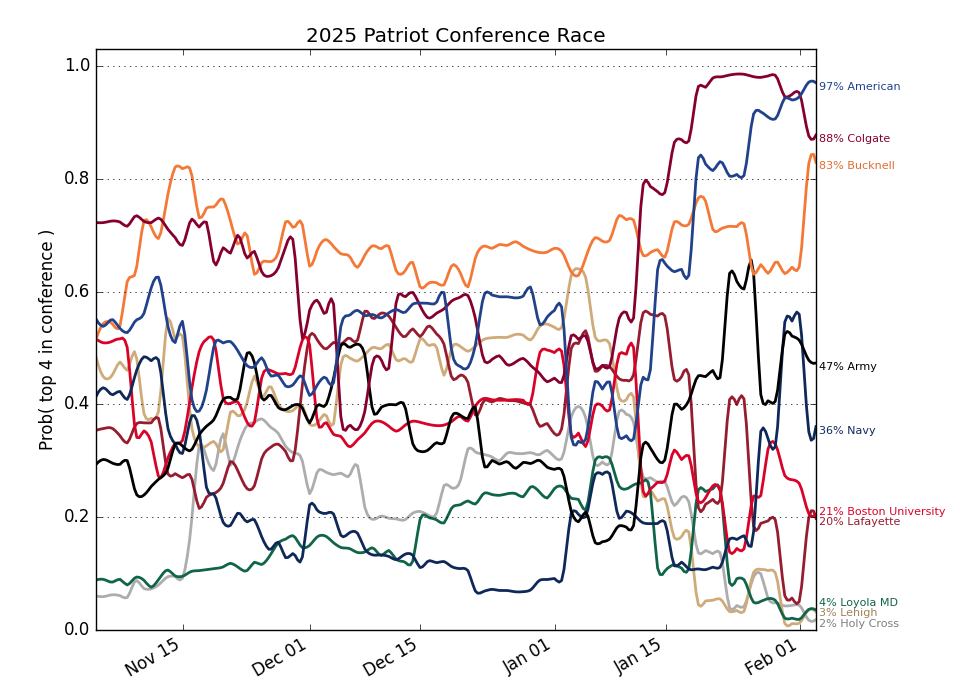 2025 Patriot Conference Race
Prob( top 4 in conference )
1.0
0.8
0.6
0.4
0.2
0.0
Nov 15
Dec 01
Dec 15
Jan 01
Jan 15
Feb 01
97% American
88% Colgate
83% Bucknell
47% Army
36% Navy
21% Boston University
20% Lafayette
4% Loyola MD
3% Lehigh
2% Holy Cross